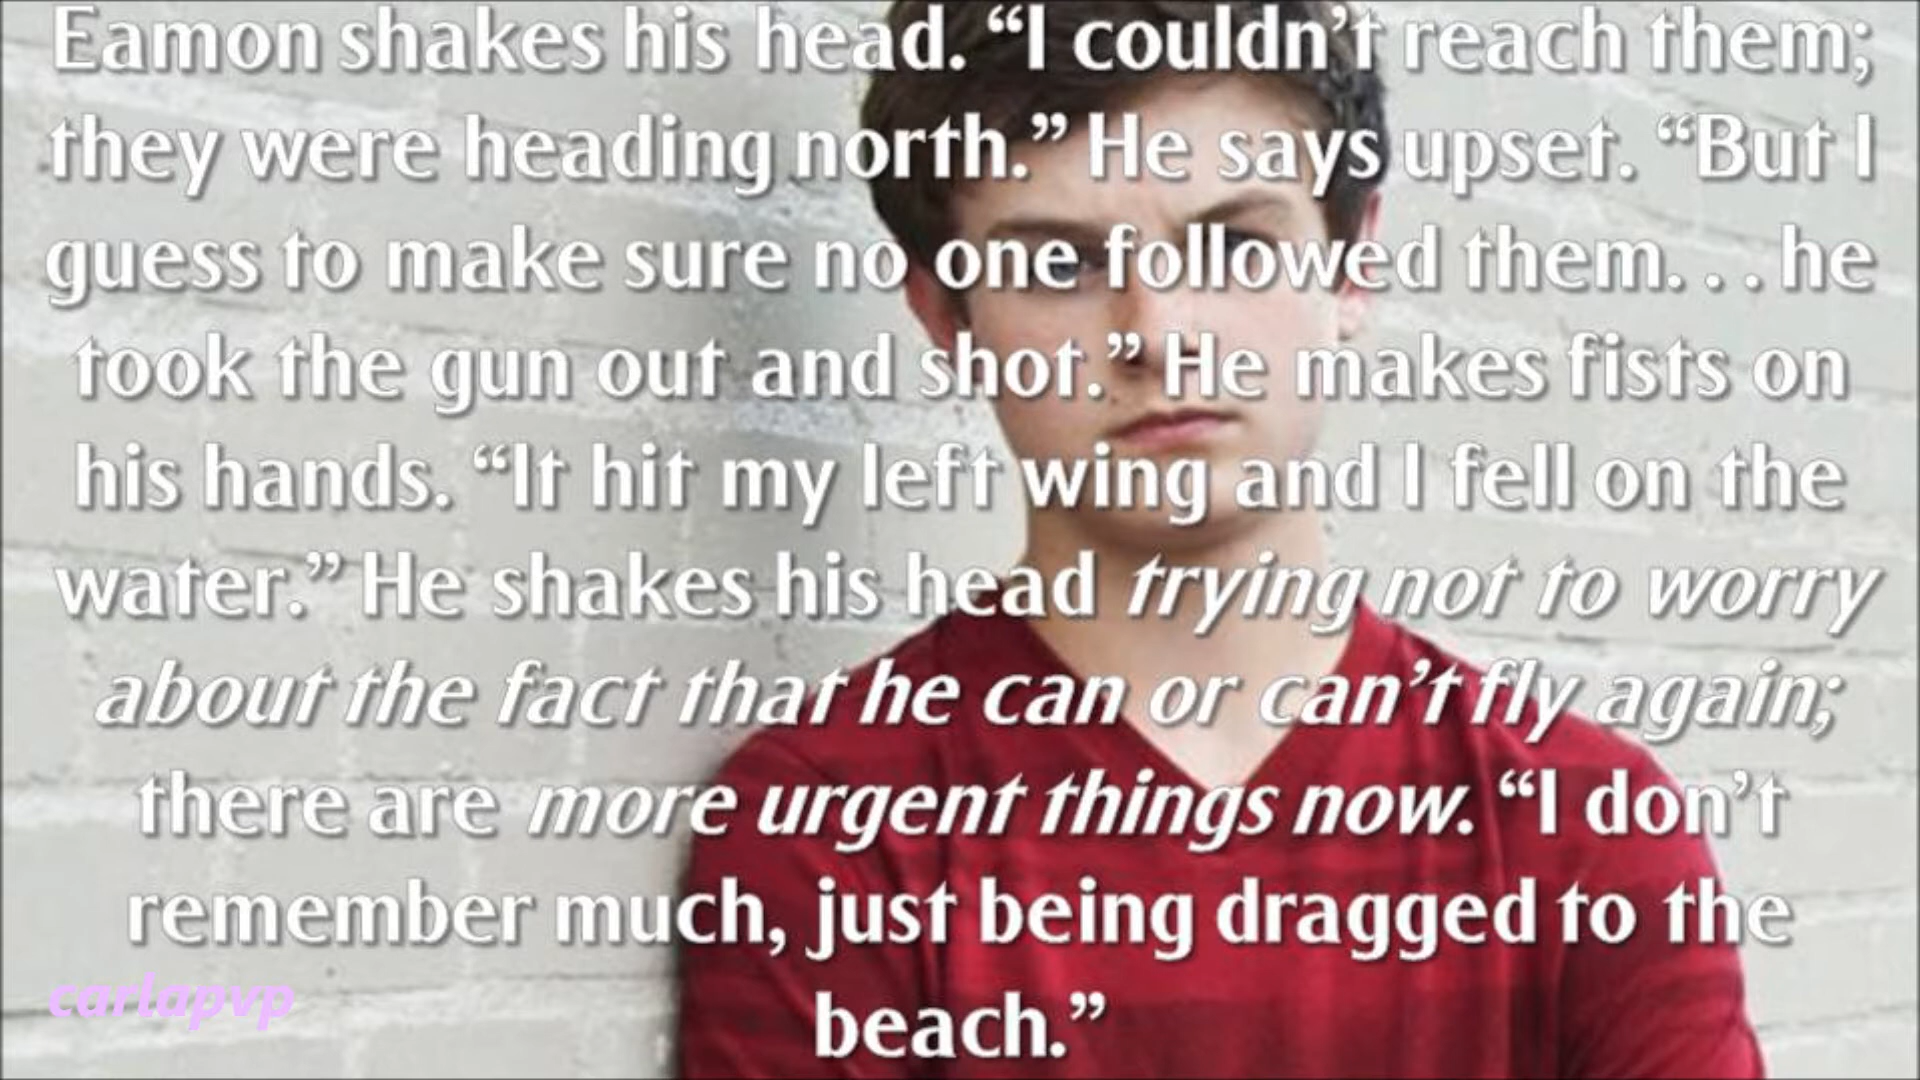 Eamon shakes his head. “I couldn’t reach them;
they were heading north.” He says upset. “But I
guess to make sure no one followed them. . . he
took the gun out and shot.” He makes fists on
his hands. “It hit my left wing and I fell on the
water.” He shakes his head trying not to worry
about the fact that he can or can’t fly again;
there are more urgent things now. “I don’t
remember much, just being dragged to the
beach.”
carlapvp